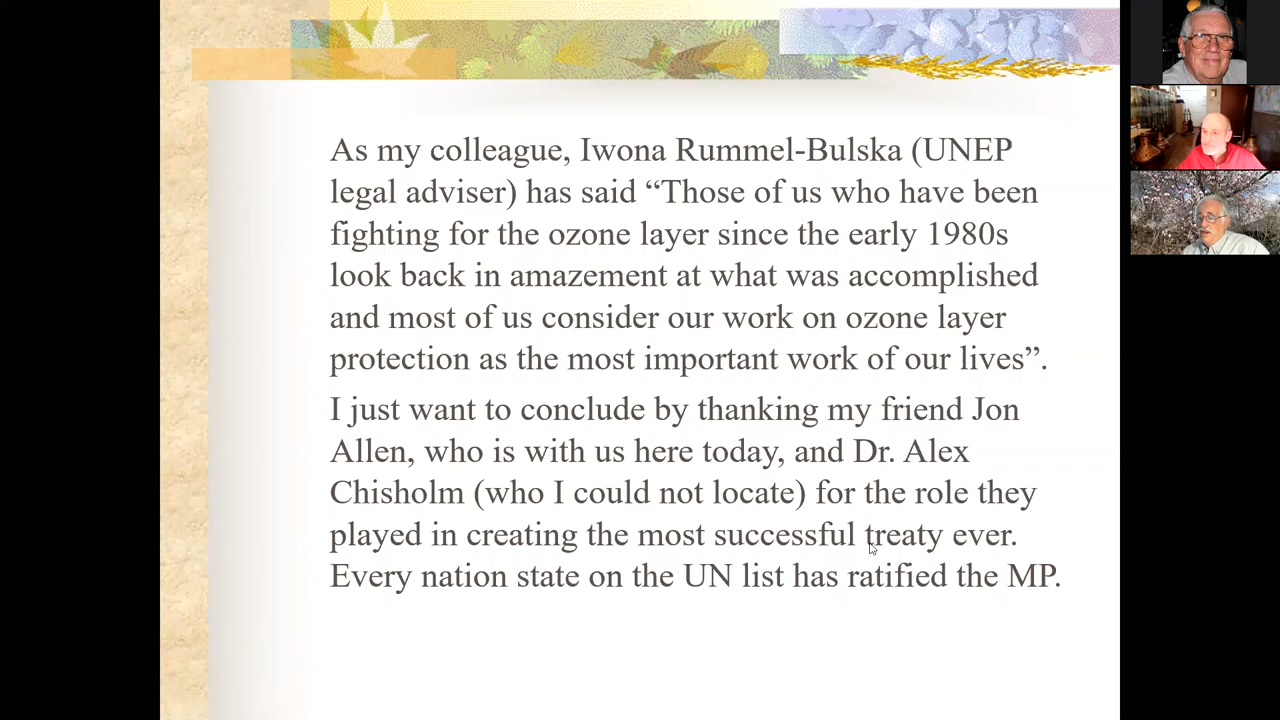 As my colleague, Iwona Rummel-Bulska (UNEP
legal adviser) has said “Those of us who have been
fighting for the ozone layer since the early 1980s
look back in amazement at what was accomplished
and most of us consider our work on ozone layer
protection as the most important work of our lives”.
I just want to conclude by thanking my friend Jon
Allen, who is with us here today, and Dr. Alex
Chisholm (who I could not locate) for the role they
played in creating the most successful treaty ever.
Every nation state on the UN list has ratified the MP.